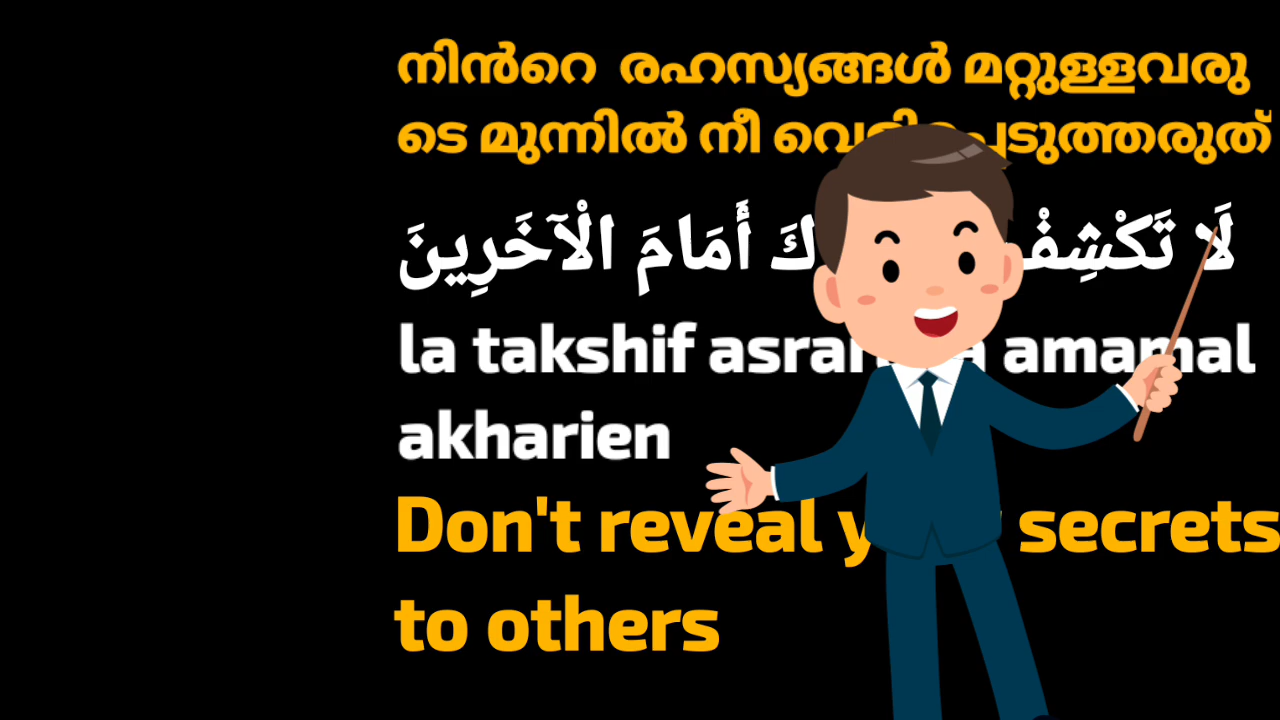 നിൻറെ രഹസ്യങ്ങൾ മറ്റുള്ളവരു
ടെ മുന്നിൽ നീ
لَا تَكْشِفْ أَمَامَ الْآخَرِينَ
la takshif amamal
akharien
Don't reveal secrets
to others